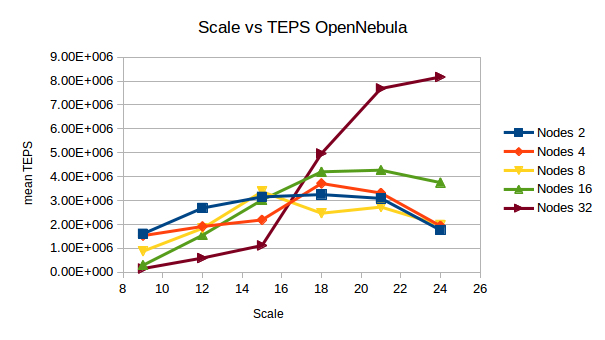 Scale vs TEPS OpenNebula
9.00E+006
8.00E+006
7.00E+006
6.00E+006
5.00E+006
4.00E+006
3.00E+006
2.00E+006
1.00E+006
0.00E+000
mean TEPS
8 10 12 14 16 18 20 22 24 26
Scale
Nodes 2
Nodes 4
Nodes 8
Nodes 16
Nodes 32